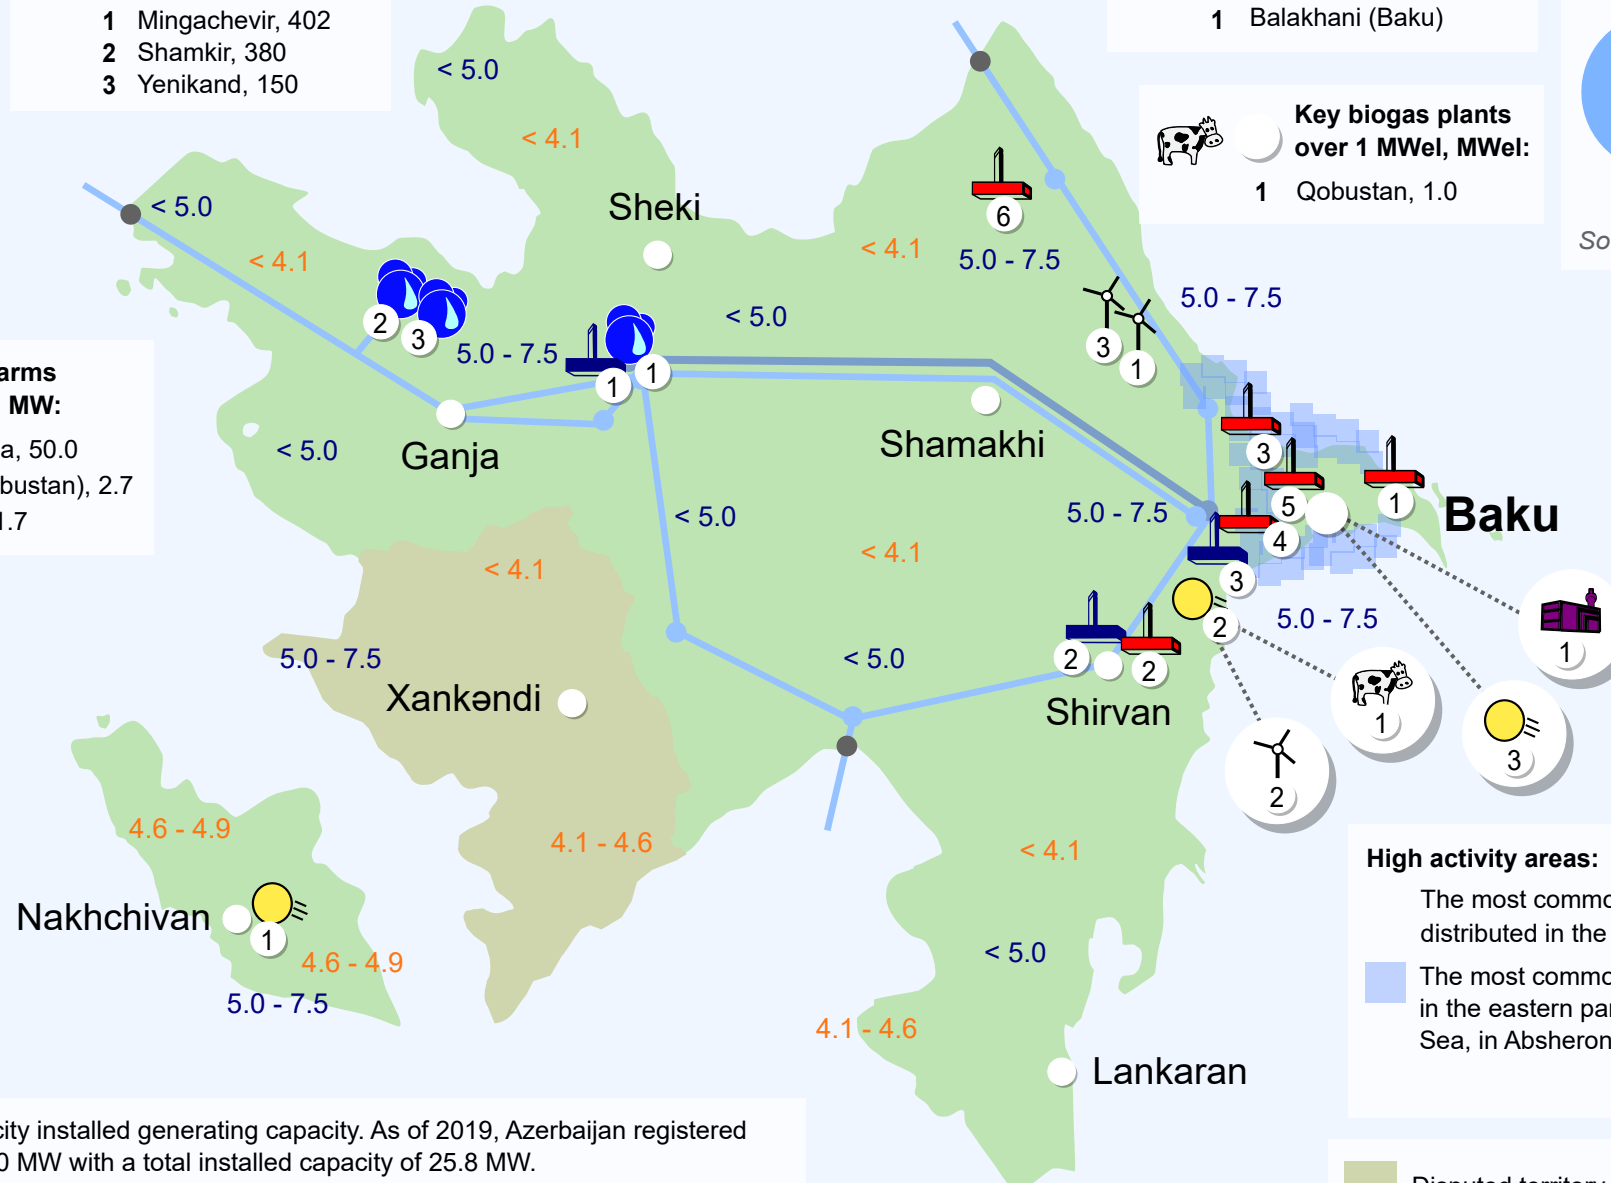 1 Mingachevir, 402
2 Shamkir, 380
3 Yenikand, 150
1 Balakhani (Baku)
Key biogas plants
over 1 MWel, MWel:
1 Qobustan, 1.0
So
< 5.0
< 4.1
Sheki
< 5.0
< 4.1
6
< 4.1
5.0 - 7.5
5.0 - 7.5
< 5.0
2
3
5.0 - 7.5
1
1
3
1
arms
MW:
a, 50.0
bustan), 2.7
1.7
Ganja
< 5.0
Shamakhi
3
5
1
4
Baku
< 5.0
5.0 - 7.5
< 4.1
< 4.1
3
2
5.0 - 7.5
1
5.0 - 7.5
< 5.0
2
2
Xankəndi
Shirvan
1
3
2
4.6 - 4.9
4.1 - 4.6
< 4.1
Nakhchivan
1
4.6 - 4.9
5.0 - 7.5
< 5.0
4.1 - 4.6
Lankaran
High activity areas:
The most commo
distributed in the
The most commo
in the eastern par
Sea, in Absheron
city installed generating capacity. As of 2019, Azerbaijan registered
0 MW with a total installed capacity of 25.8 MW.
Disputed territory